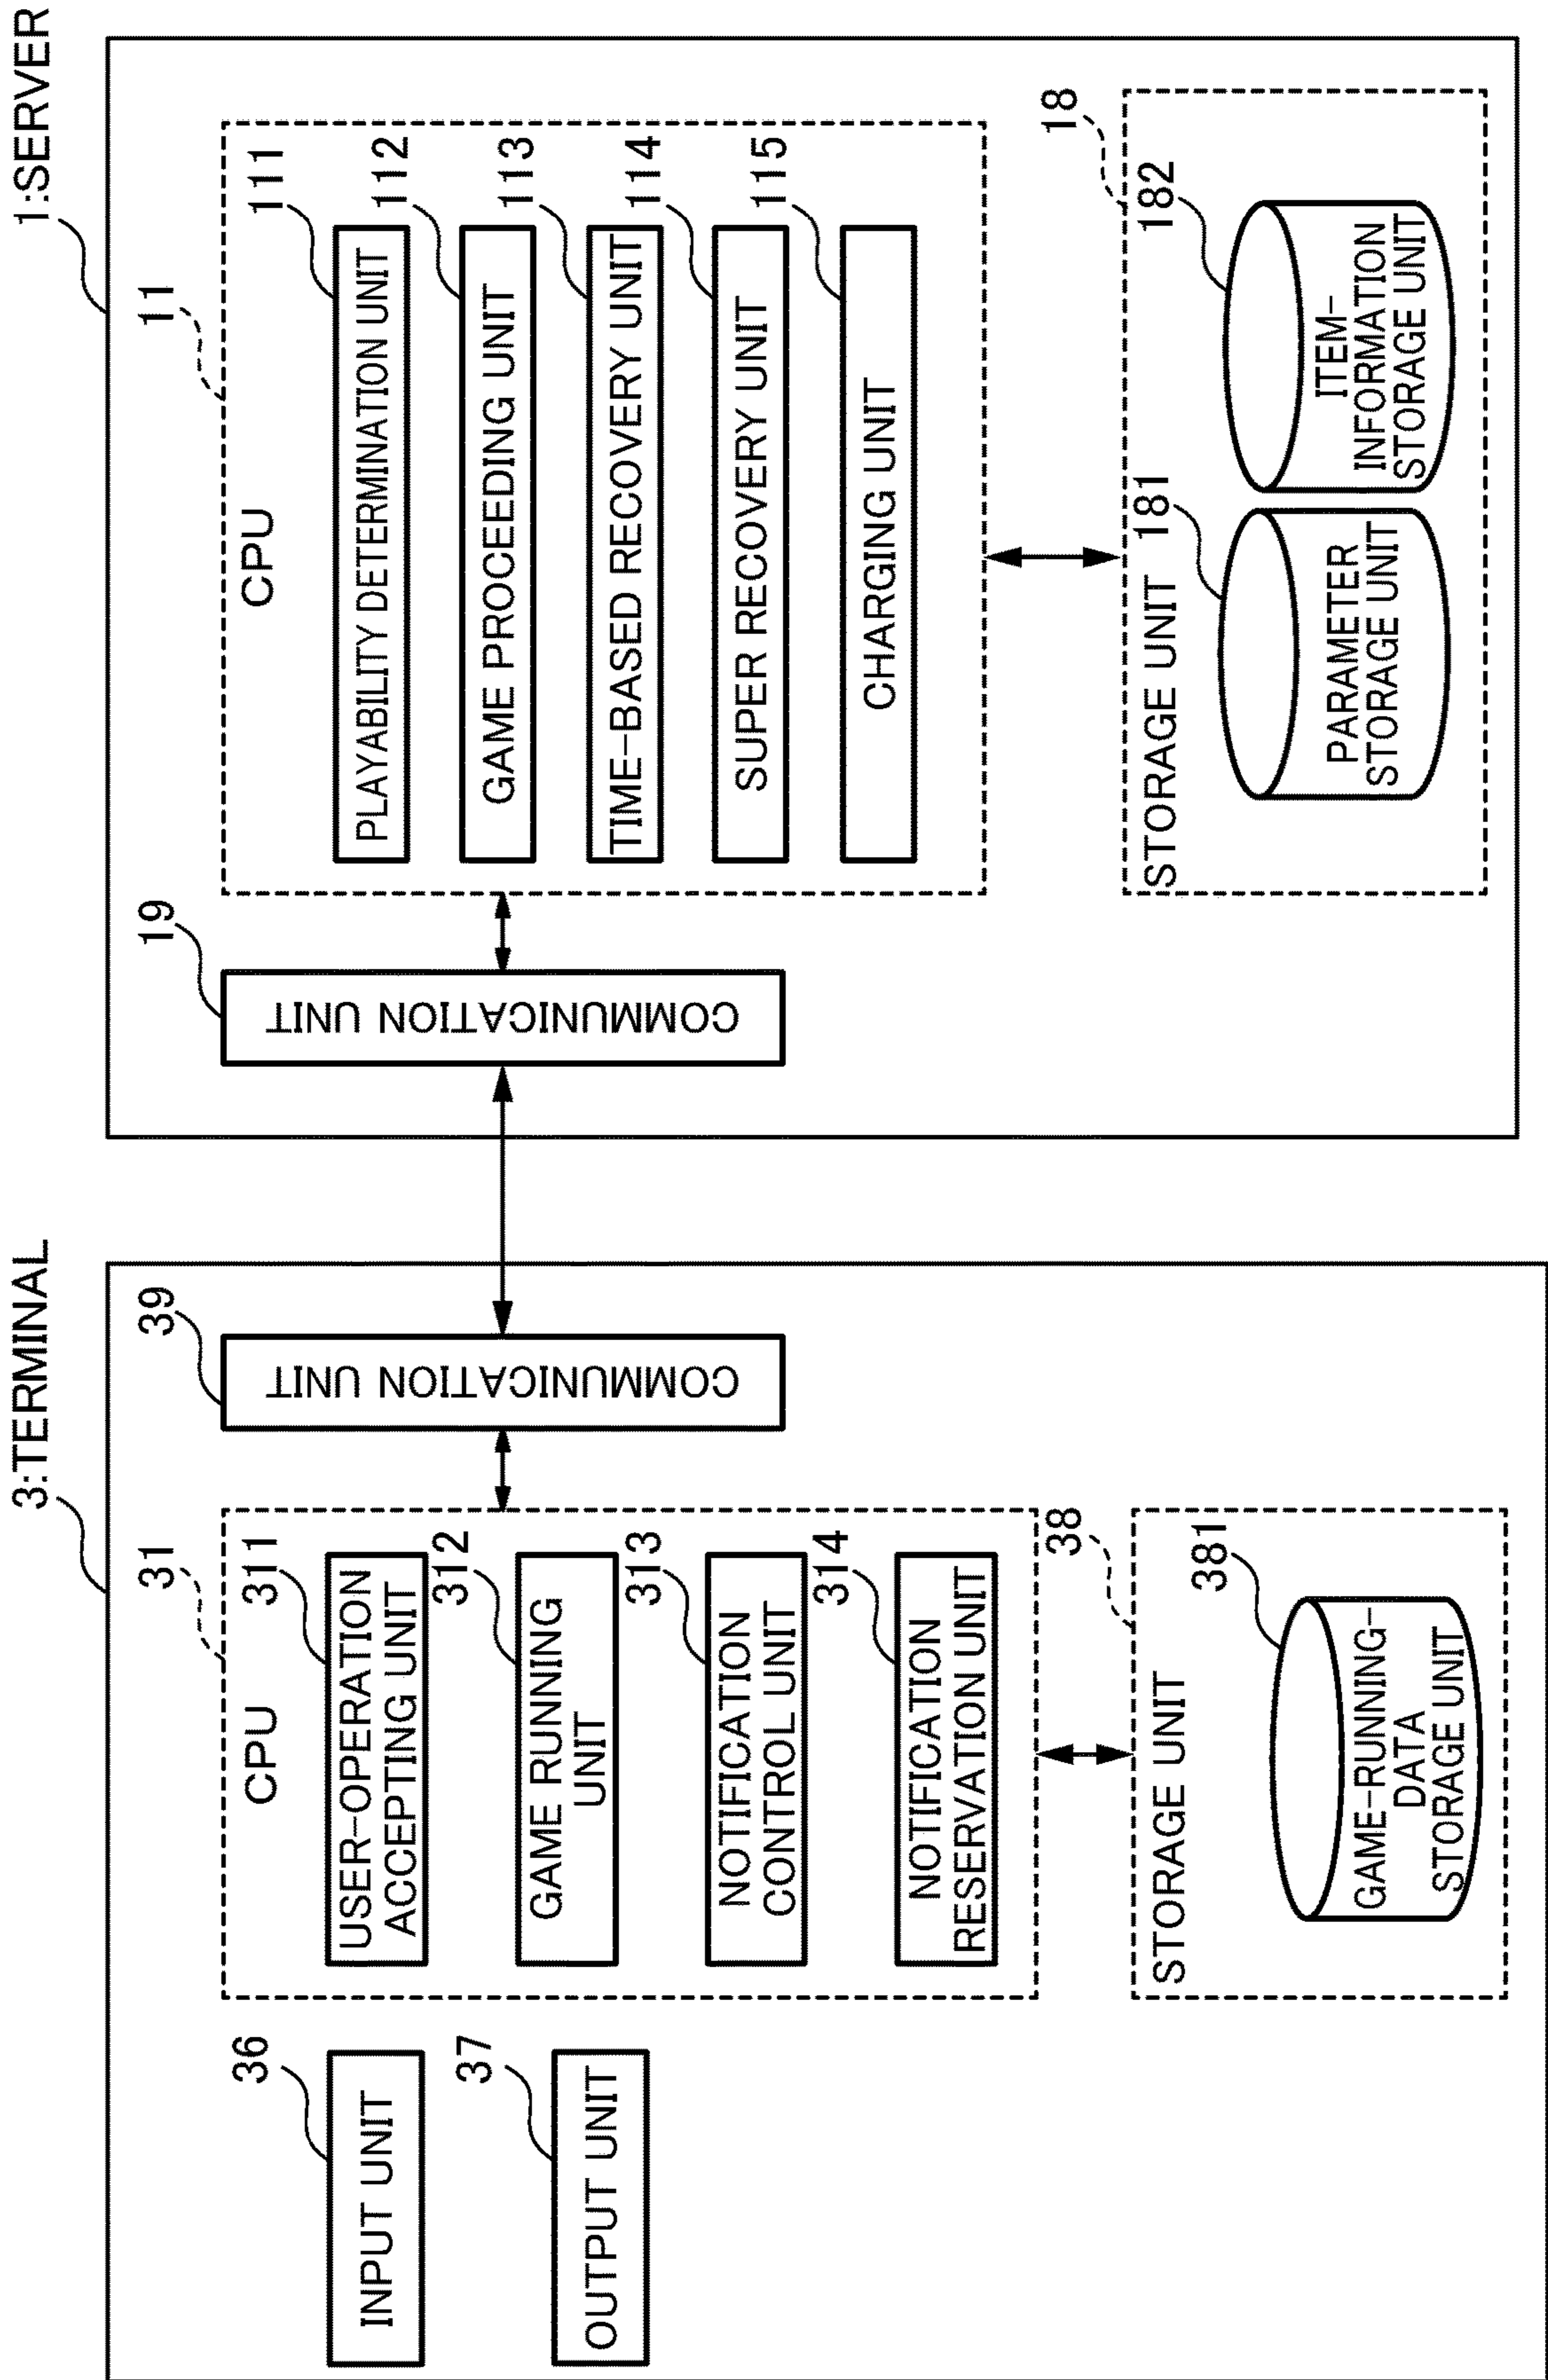 3:TERMINAL
36
INPUT UNIT
37
OUTPUT UNIT
31
CPU
311
USER-OPERATION
ACCEPTING UNIT
312
GAME RUNNING
UNIT
313
NOTIFICATION
CONTROL UNIT
314
NOTIFICATION
RESERVATION UNIT
38
STORAGE UNIT
381
GAME-RUNNING-
DATA
STORAGE UNIT
39
COMMUNICATION UNIT
1:SERVER
19
COMMUNICATION UNIT
11
CPU
111
PLAYABILITY DETERMINATION UNIT
112
GAME PROCEEDING UNIT
113
TIME-BASED RECOVERY UNIT
114
SUPER RECOVERY UNIT
115
CHARGING UNIT
18
STORAGE UNIT
181
PARAMETER
STORAGE UNIT
182
ITEM-
INFORMATION
STORAGE UNIT